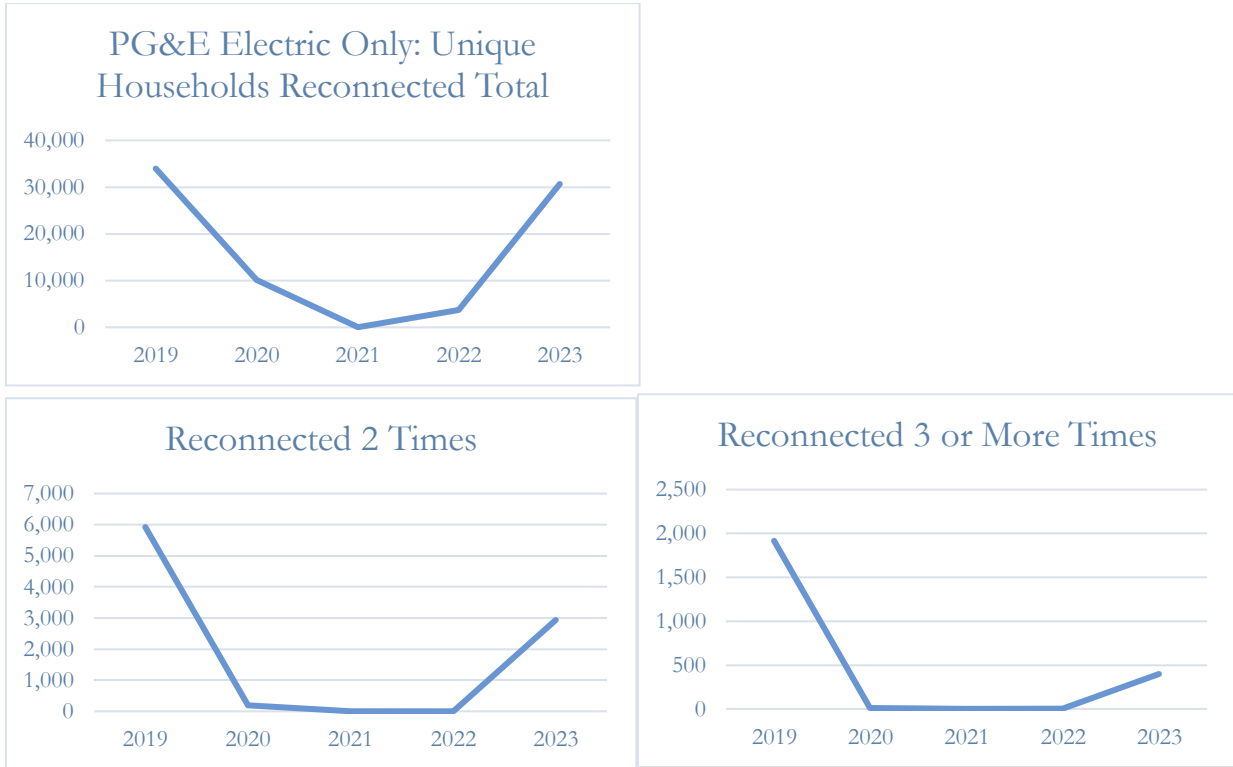 PG&E Electric Only: Unique
Households Reconnected Total
40,000
30,000
20,000
10,000
0
2019 2020 2021 2022 2023
Reconnected 2 Times
7,000
6,000
5,000
4,000
3,000
2,000
1,000
0
2019 2020 2021 2022 2023
Reconnected 3 or More Times
2,500
2,000
1,500
1,000
500
0
2019 2020 2021 2022 2023